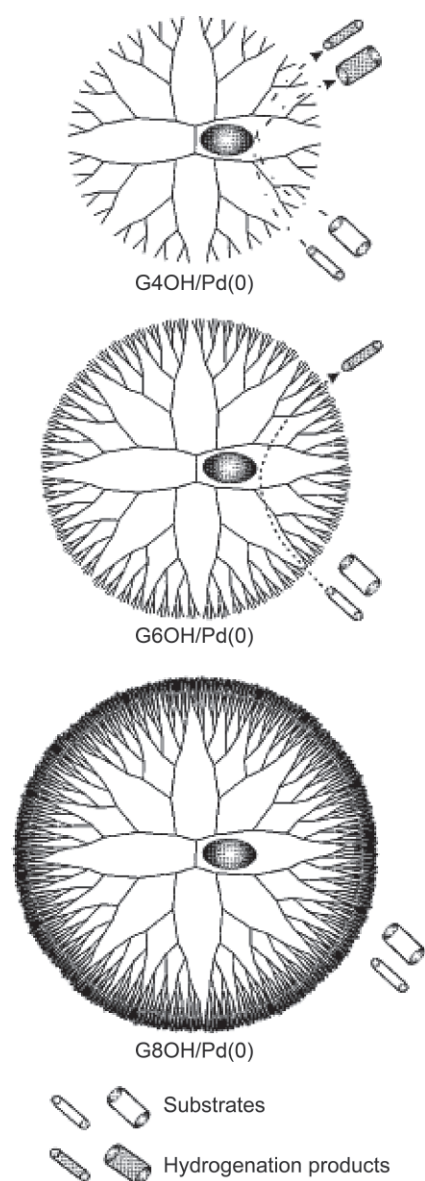 G4OH/Pd(0)
G6OH/Pd(0)
G8OH/Pd(0)
Substrates
Hydrogenation products